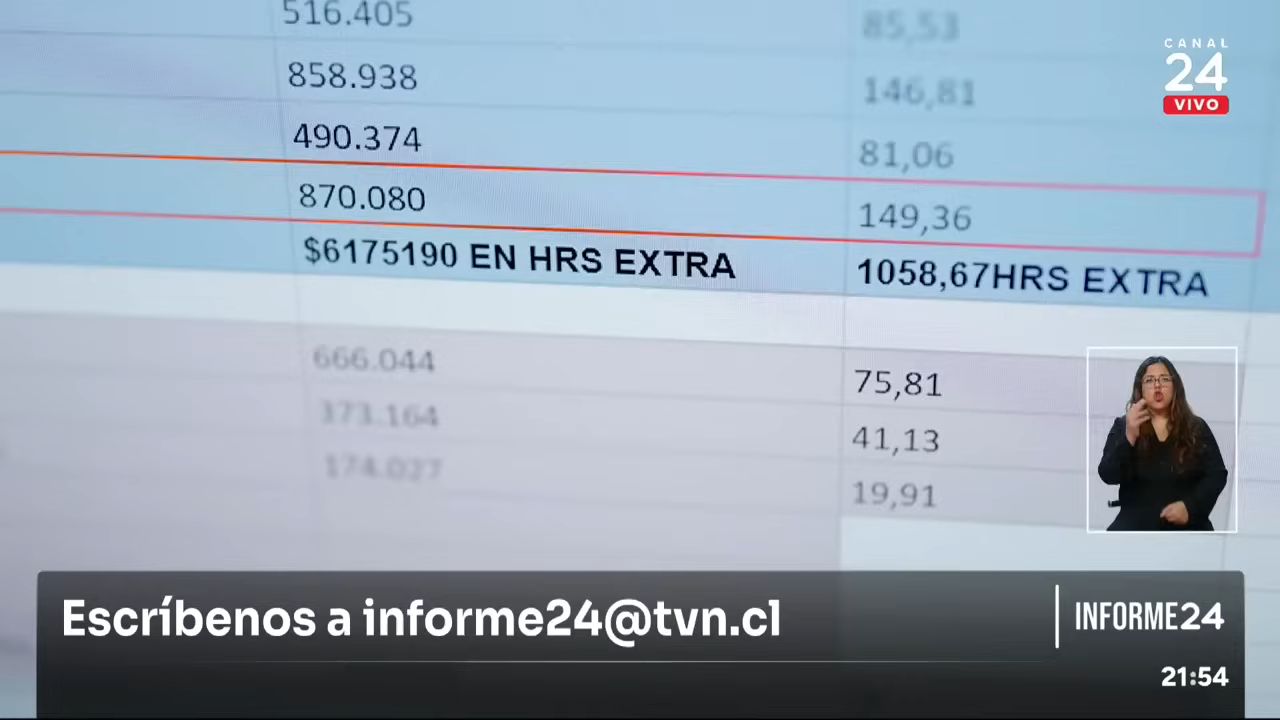 516.405 85,53
858.938 146,81
490.374 81,06
870.080 149,36
$6175190 EN HRS EXTRA 1058,67HRS EXTRA
666.044 75,81
373.164 41,13
174.027 19,91
CANAL
24
VIVO
Escríbenos a informe24@tvn.cl
INFORME24
21:54